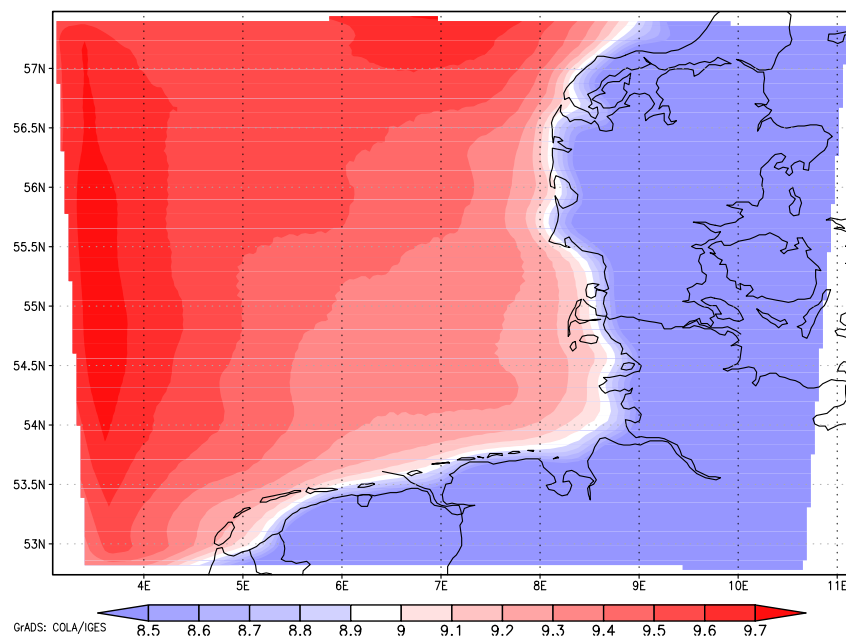 57N
56.5N
56N
55.5N
55N
54.5N
54N
53.5N
53N
4E 5E 6E 7E 8E 9E 10E 11E
GrADS: COLA/IGES 8.5 8.6 8.7 8.8 8.9 9 9.1 9.2 9.3 9.4 9.5 9.6 9.7